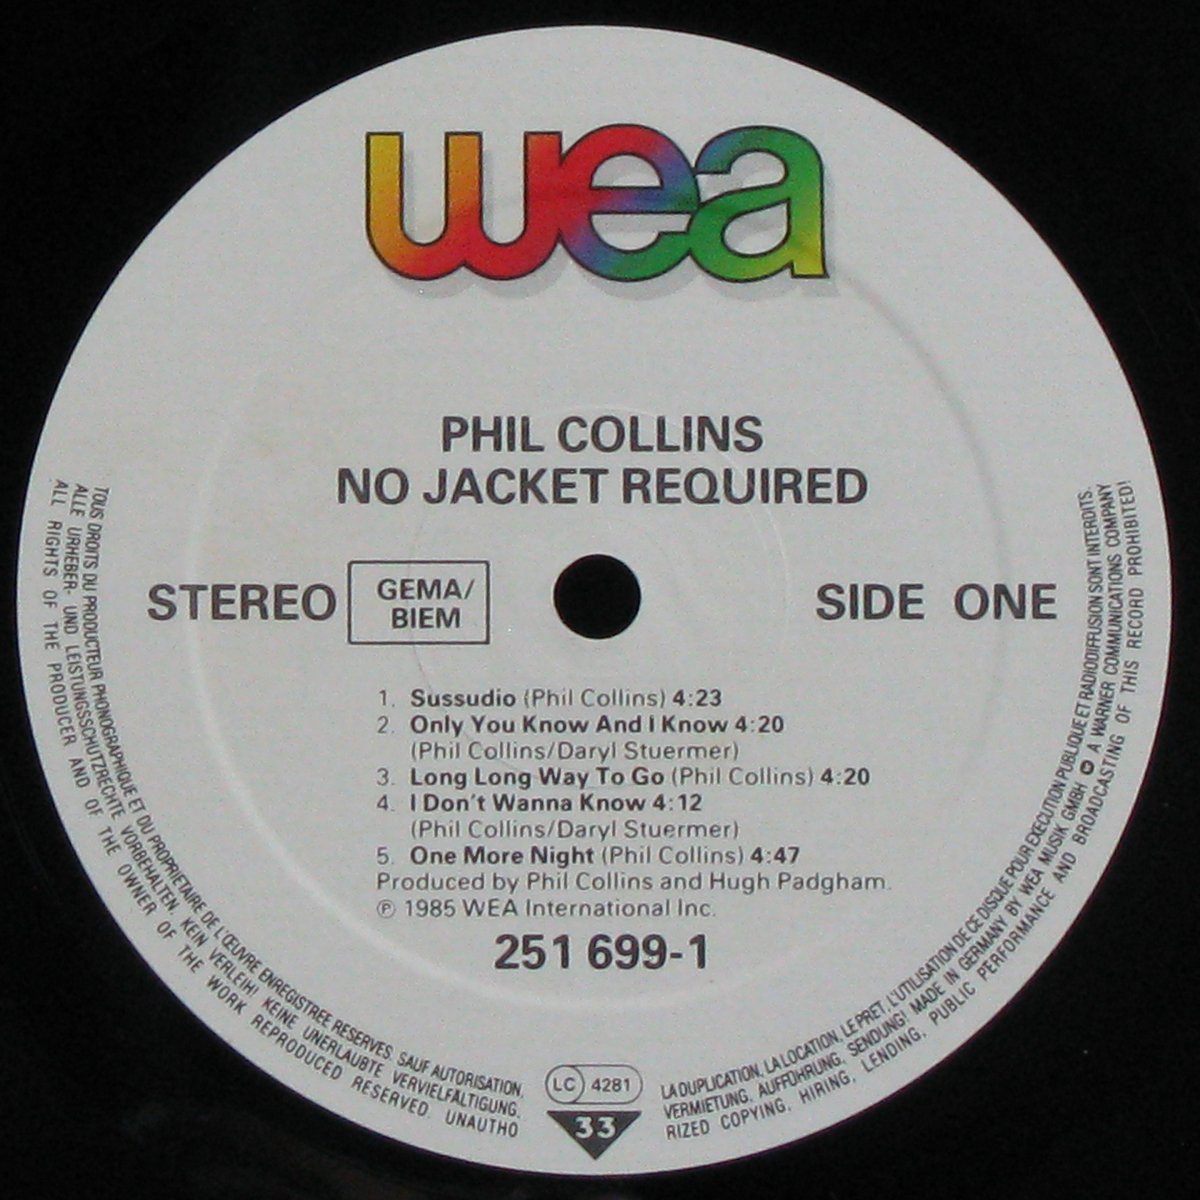 wea
PHIL COLLINS
NO JACKET REQUIRED
STEREO GEMA/
BIEM
SIDE ONE
1. Sussudio (Phil Collins) 4:23
2. Only You Know And I Know 4:20
(Phil Collins/Daryl Stuermer)
3. Long Long Way To Go (Phil Collins) 4:20
4. I Don't Wanna Know 4:12
(Phil Collins/Daryl Stuermer)
5. One More Night (Phil Collins) 4:47
Produced by Phil Collins and Hugh Padgham.
℗ 1985 WEA International Inc.
251 699-1
LC 4281
33
TOUS DROITS DU PRODUCTEUR PHONOGRAPHIQUE ET DU PROPRIETAIRE DE L'ŒUVRE ENREGISTREE RESERVES. SAUF AUTORISATION, LA DUPLICATION, LA LOCATION, LE PRET, L'UTILISATION DE CE DISQUE POUR EXECUTION PUBLIQUE ET RADIODIFFUSION SONT INTERDITS.
ALLE URHEBER- UND LEISTUNGSSCHUTZRECHTE VORBEHALTEN. KEIN VERLEIH! KEINE UNERLAUBTE VERVIELFÄLTIGUNG, VERMIETUNG, AUFFÜHRUNG, SENDUNG! MADE IN GERMANY BY WEA MUSIK GMBH A WARNER COMMUNICATIONS COMPANY
ALL RIGHTS OF THE PRODUCER AND OF THE OWNER OF THE WORK REPRODUCED RESERVED. UNAUTHORIZED COPYING, HIRING, LENDING, PUBLIC PERFORMANCE AND BROADCASTING OF THIS RECORD PROHIBITED!